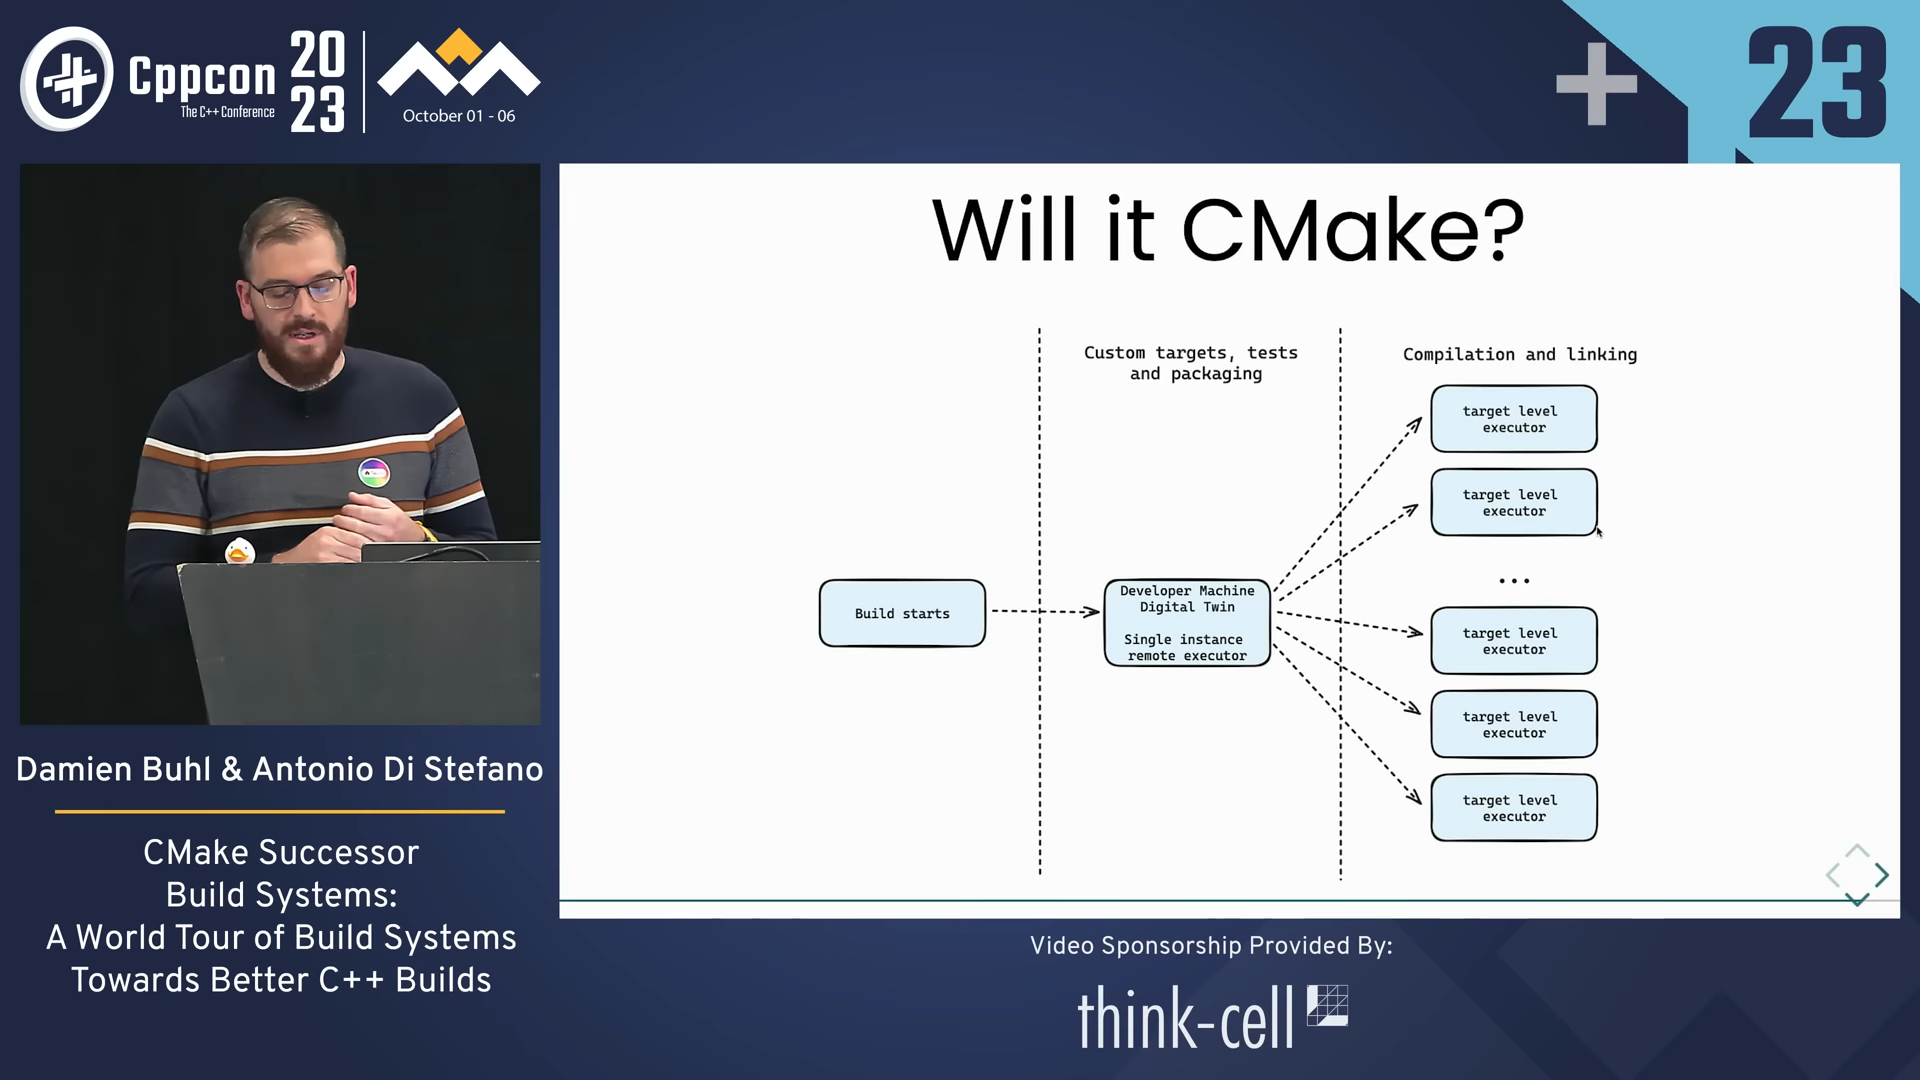 Cppcon
The C++ Conference
20
23
October 01 - 06
23
Will it CMake?
Custom targets, tests
and packaging
Compilation and linking
target level
executor
target level
executor
...
Build starts
Developer Machine
Digital Twin
Single instance
remote executor
target level
executor
target level
executor
target level
executor
Damien Buhl & Antonio Di Stefano
CMake Successor
Build Systems:
A World Tour of Build Systems
Towards Better C++ Builds
Video Sponsorship Provided By:
think-cell